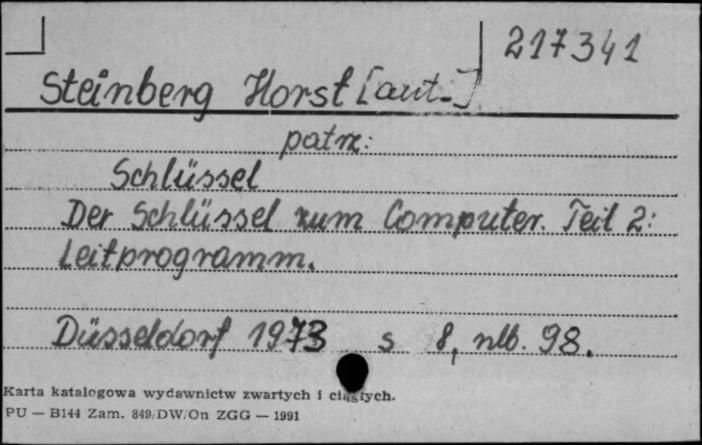 217341
Steinberg Horst [aut.]
patrz:
Schlüssel
Der Schlüssel zum Computer. Teil 2:
Leitprogramm.
Düsseldorf 1973 s 8, nlb. 98.
Karta katalogowa wydawnictw zwartych i ciągłych.
PU — B144 Zam. 849/DW/On ZGG — 1991